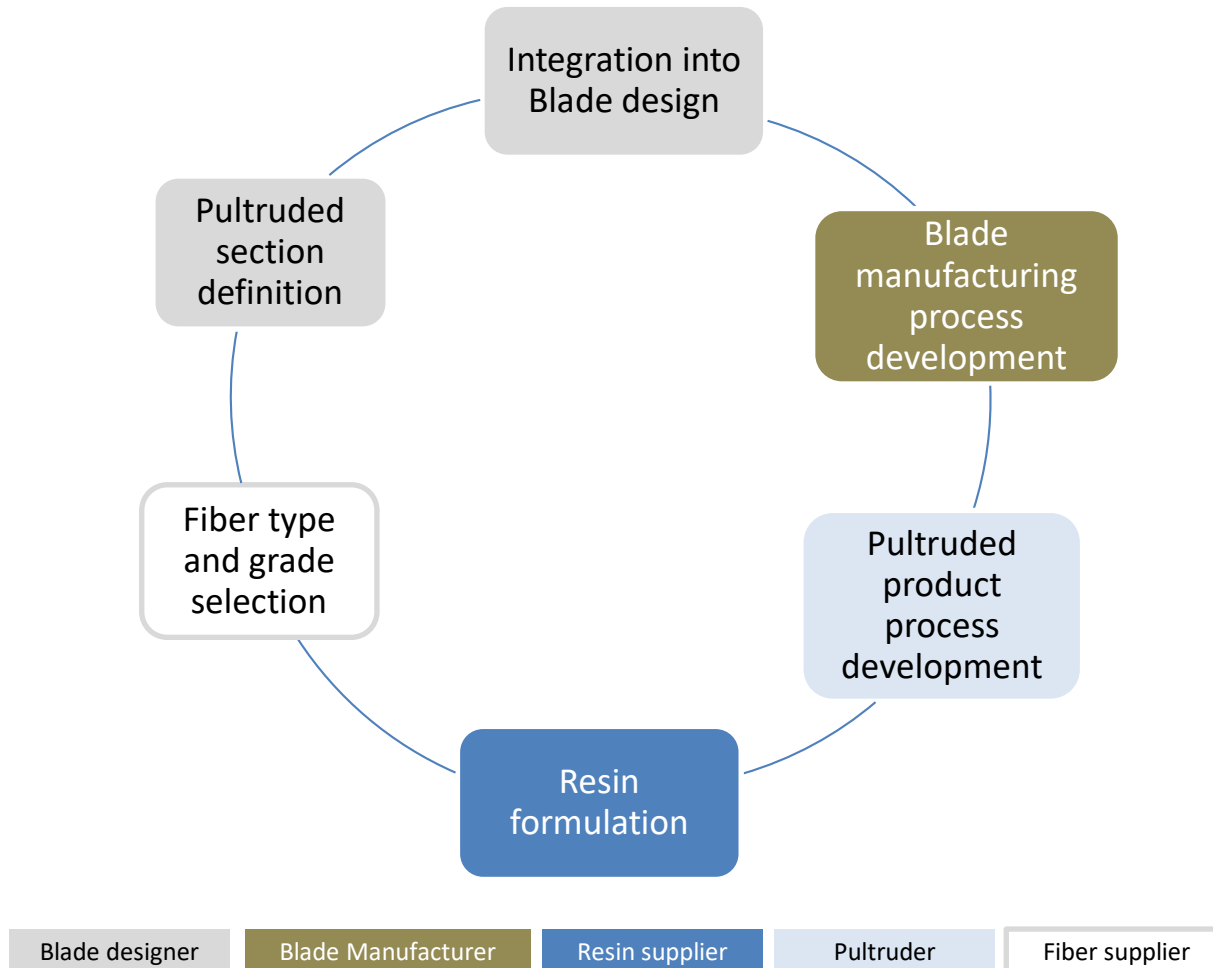 Integration into
Blade design
Blade
manufacturing
process
development
Pultruded
product
process
development
Resin
formulation
Fiber type
and grade
selection
Pultruded
section
definition
Blade designer
Blade Manufacturer
Resin supplier
Pultruder
Fiber supplier